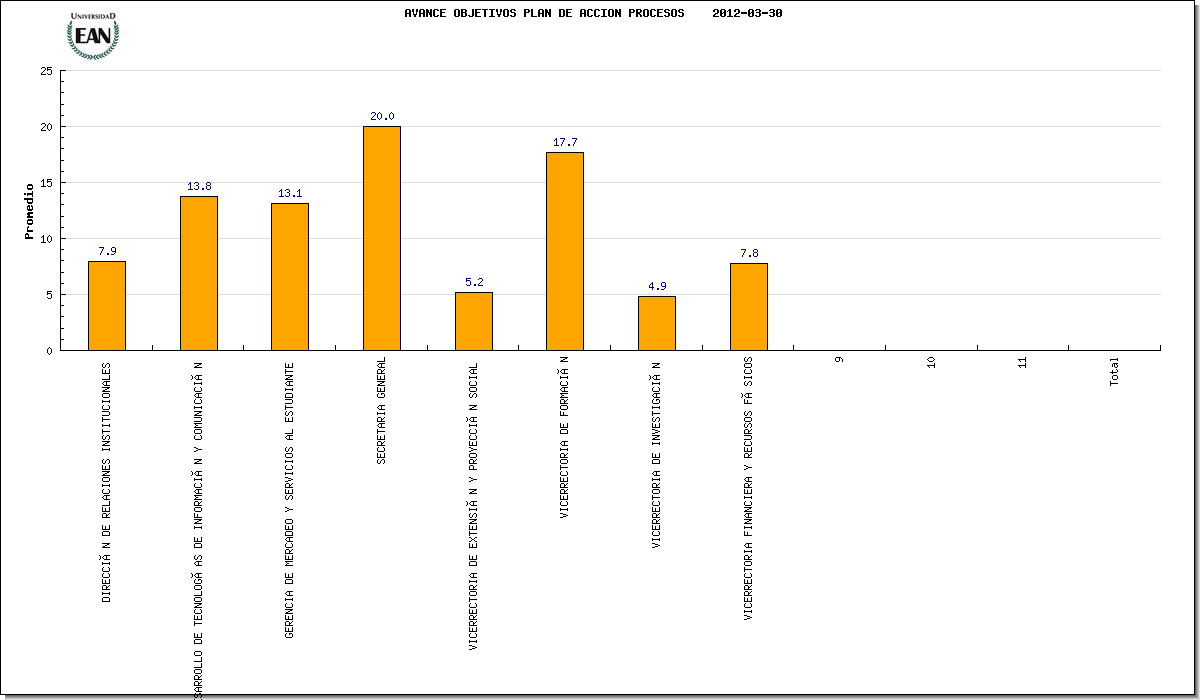 UNIVERSIDAD
EAN
AVANCE OBJETIVOS PLAN DE ACCION PROCESOS 2012-03-30
Promedio
25
20
15
10
5
0
7.9
13.8
13.1
20.0
5.2
17.7
4.9
7.8
DIRECCIÃ N DE RELACIONES INSTITUCIONALES
SARROLLO DE TECNOLOGÃ AS DE INFORMACIÃ N Y COMUNICACIÃ N
GERENCIA DE MERCADEO Y SERVICIOS AL ESTUDIANTE
SECRETARIA GENERAL
VICERRECTORIA DE EXTENSIÃ N Y PROYECCIÃ N SOCIAL
VICERRECTORIA DE FORMACIÃ N
VICERRECTORIA DE INVESTIGACIÃ N
VICERRECTORIA FINANCIERA Y RECURSOS FÃ SICOS
9
10
11
Total